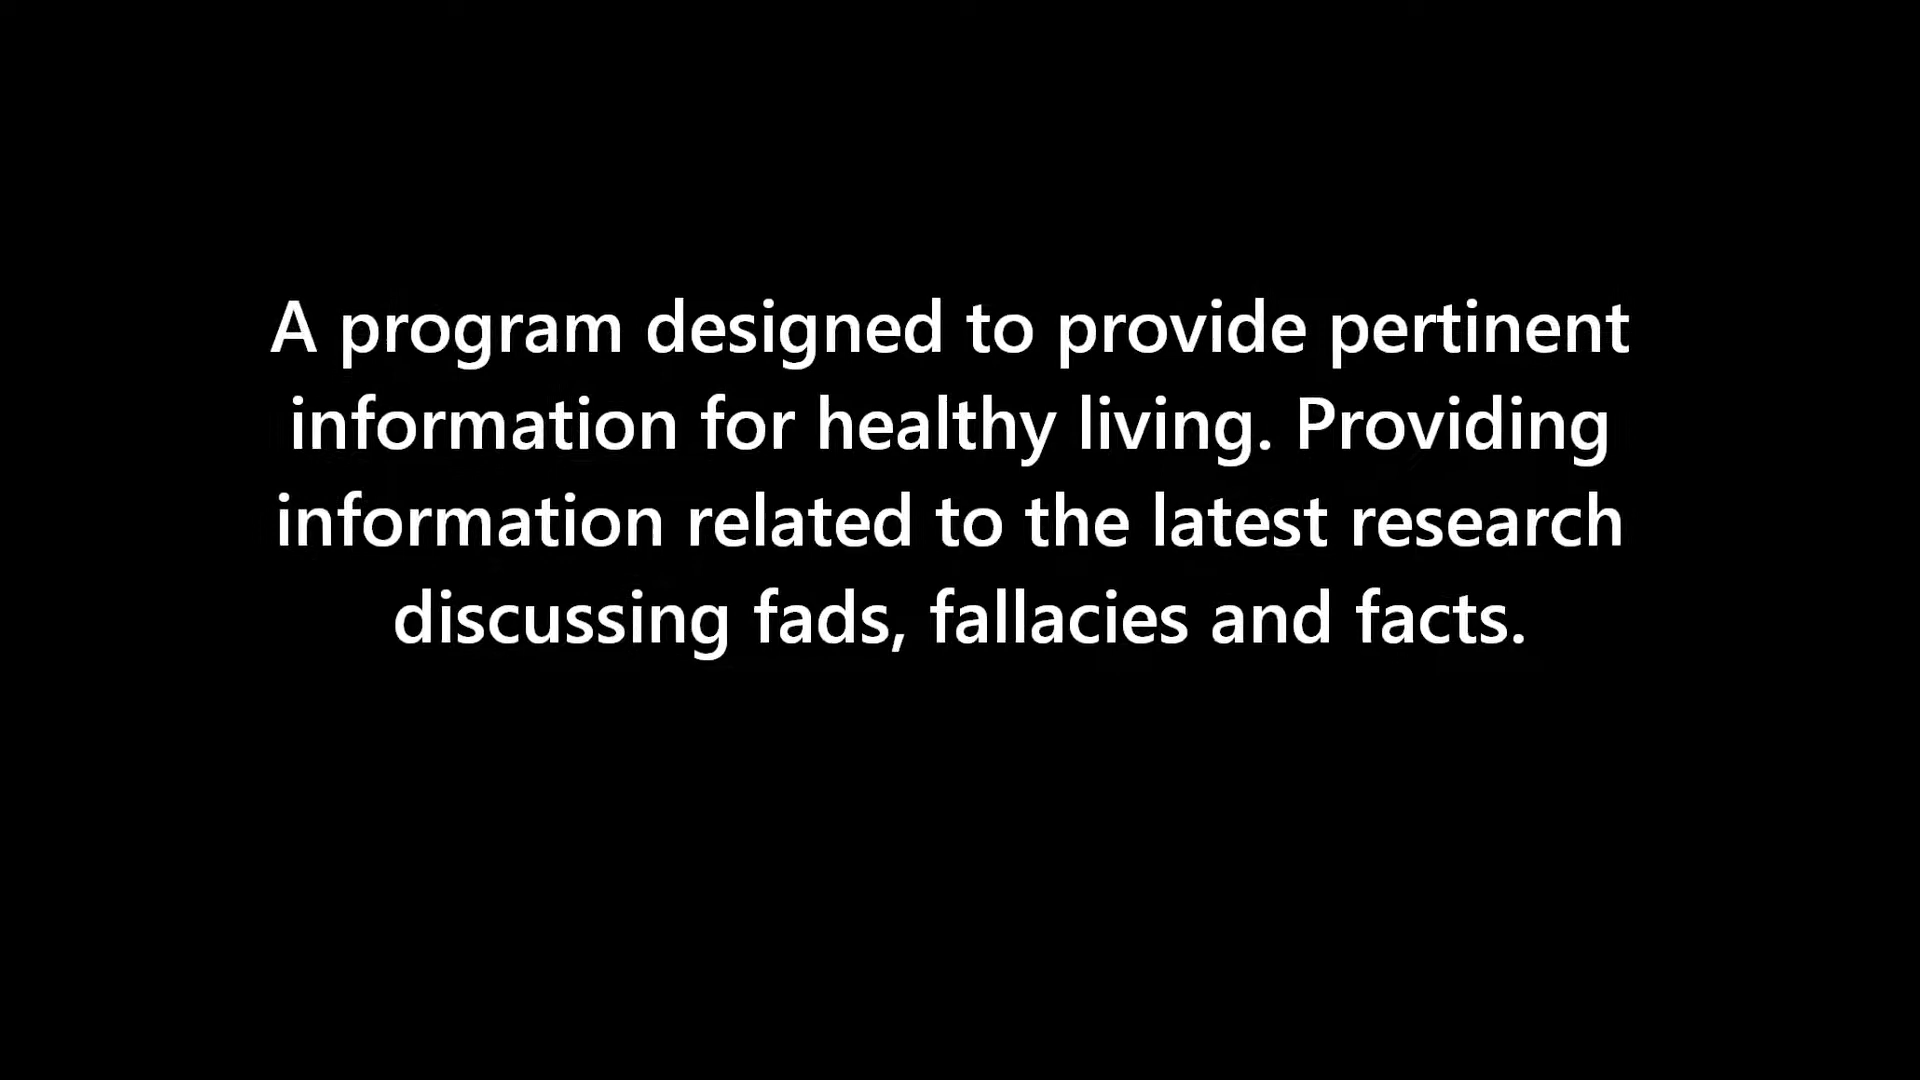 A program designed to provide pertinent
information for healthy living. Providing
information related to the latest research
discussing fads, fallacies and facts.